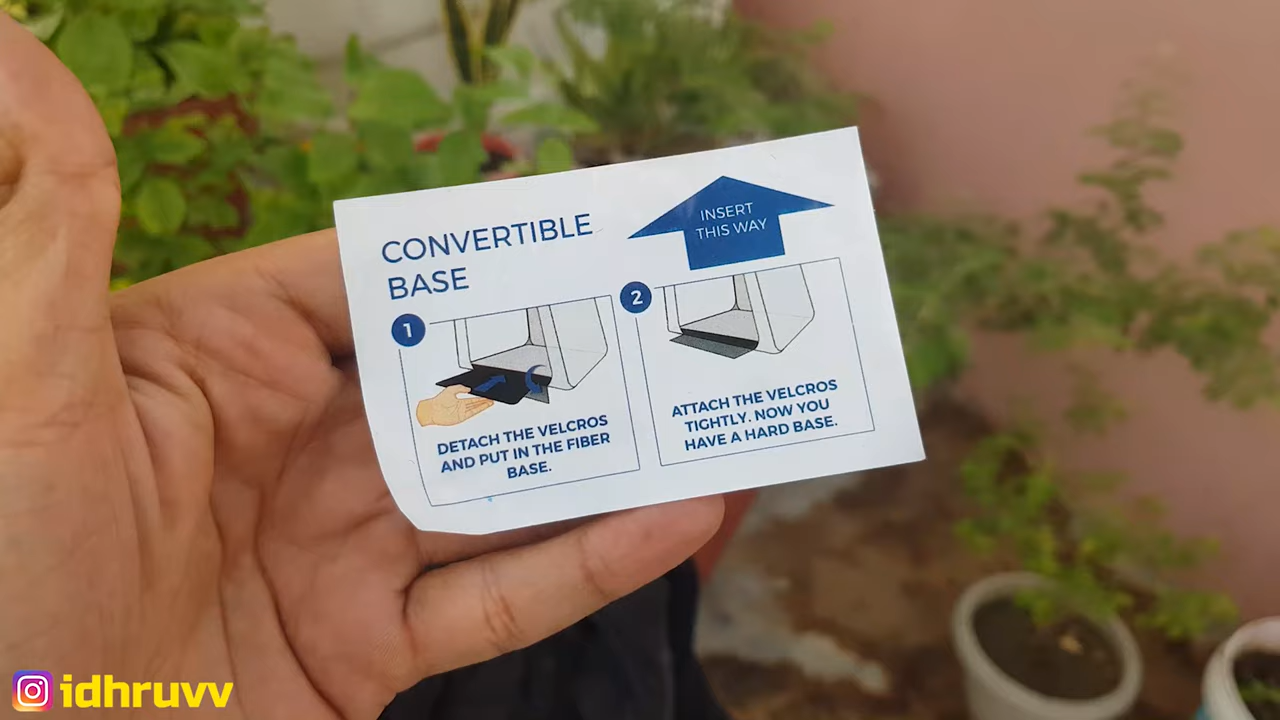 CONVERTIBLE
BASE
INSERT
THIS WAY
1
DETACH THE VELCROS
AND PUT IN THE FIBER
BASE.
2
ATTACH THE VELCROS
TIGHTLY. NOW YOU
HAVE A HARD BASE.
idhruvv